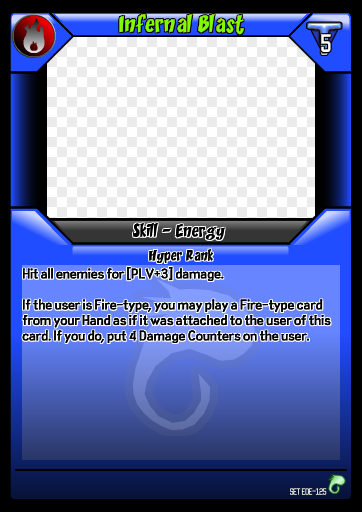 Infernal Blast
5
Skill - Energy
Hyper Rank
Hit all enemies for [PLV+3] damage.
If the user is Fire-type, you may play a Fire-type card
from your Hand as if it was attached to the user of this
card. If you do, put 4 Damage Counters on the user.
SET EOE-125